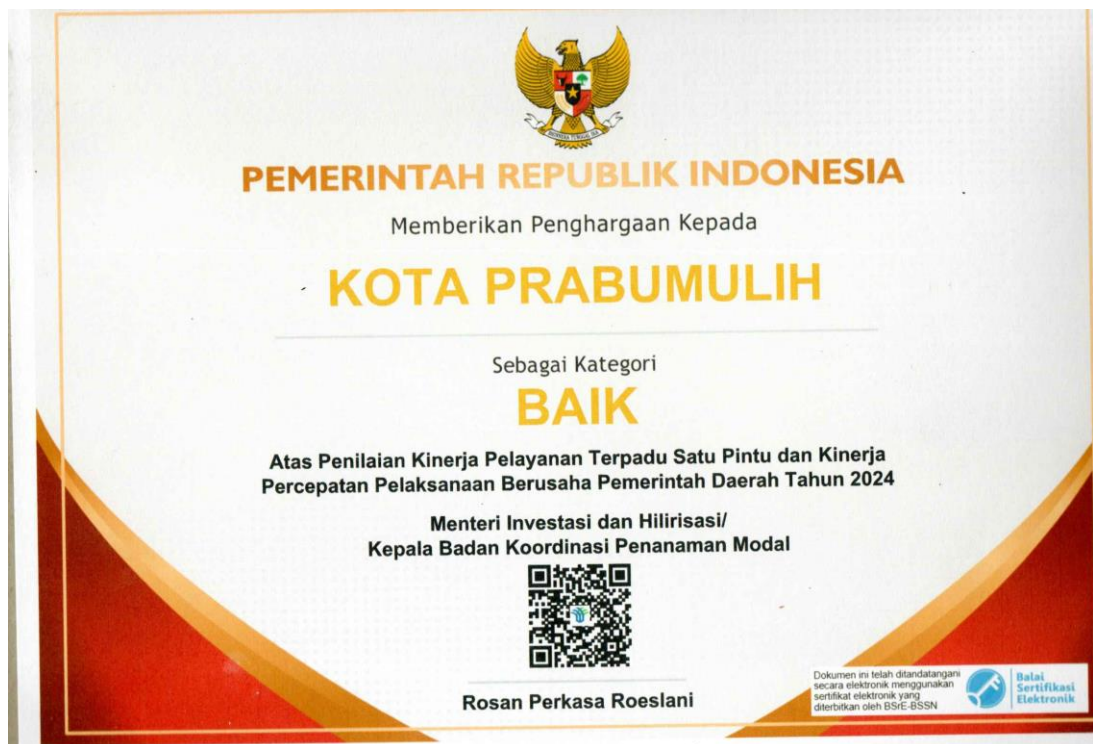 PEMERINTAH REPUBLIK INDONESIA
Memberikan Penghargaan Kepada
KOTA PRABUMULIH
Sebagai Kategori
BAIK
Atas Penilaian Kinerja Pelayanan Terpadu Satu Pintu dan Kinerja
Percepatan Pelaksanaan Berusaha Pemerintah Daerah Tahun 2024
Menteri Investasi dan Hilirisasi/
Kepala Badan Koordinasi Penanaman Modal
Rosan Perkasa Roeslani
Dokumen ini telah ditandatangani
secara elektronik menggunakan
sertifikat elektronik yang
diterbitkan oleh BSrE-BSSN
Balai
Sertifikasi
Elektronik